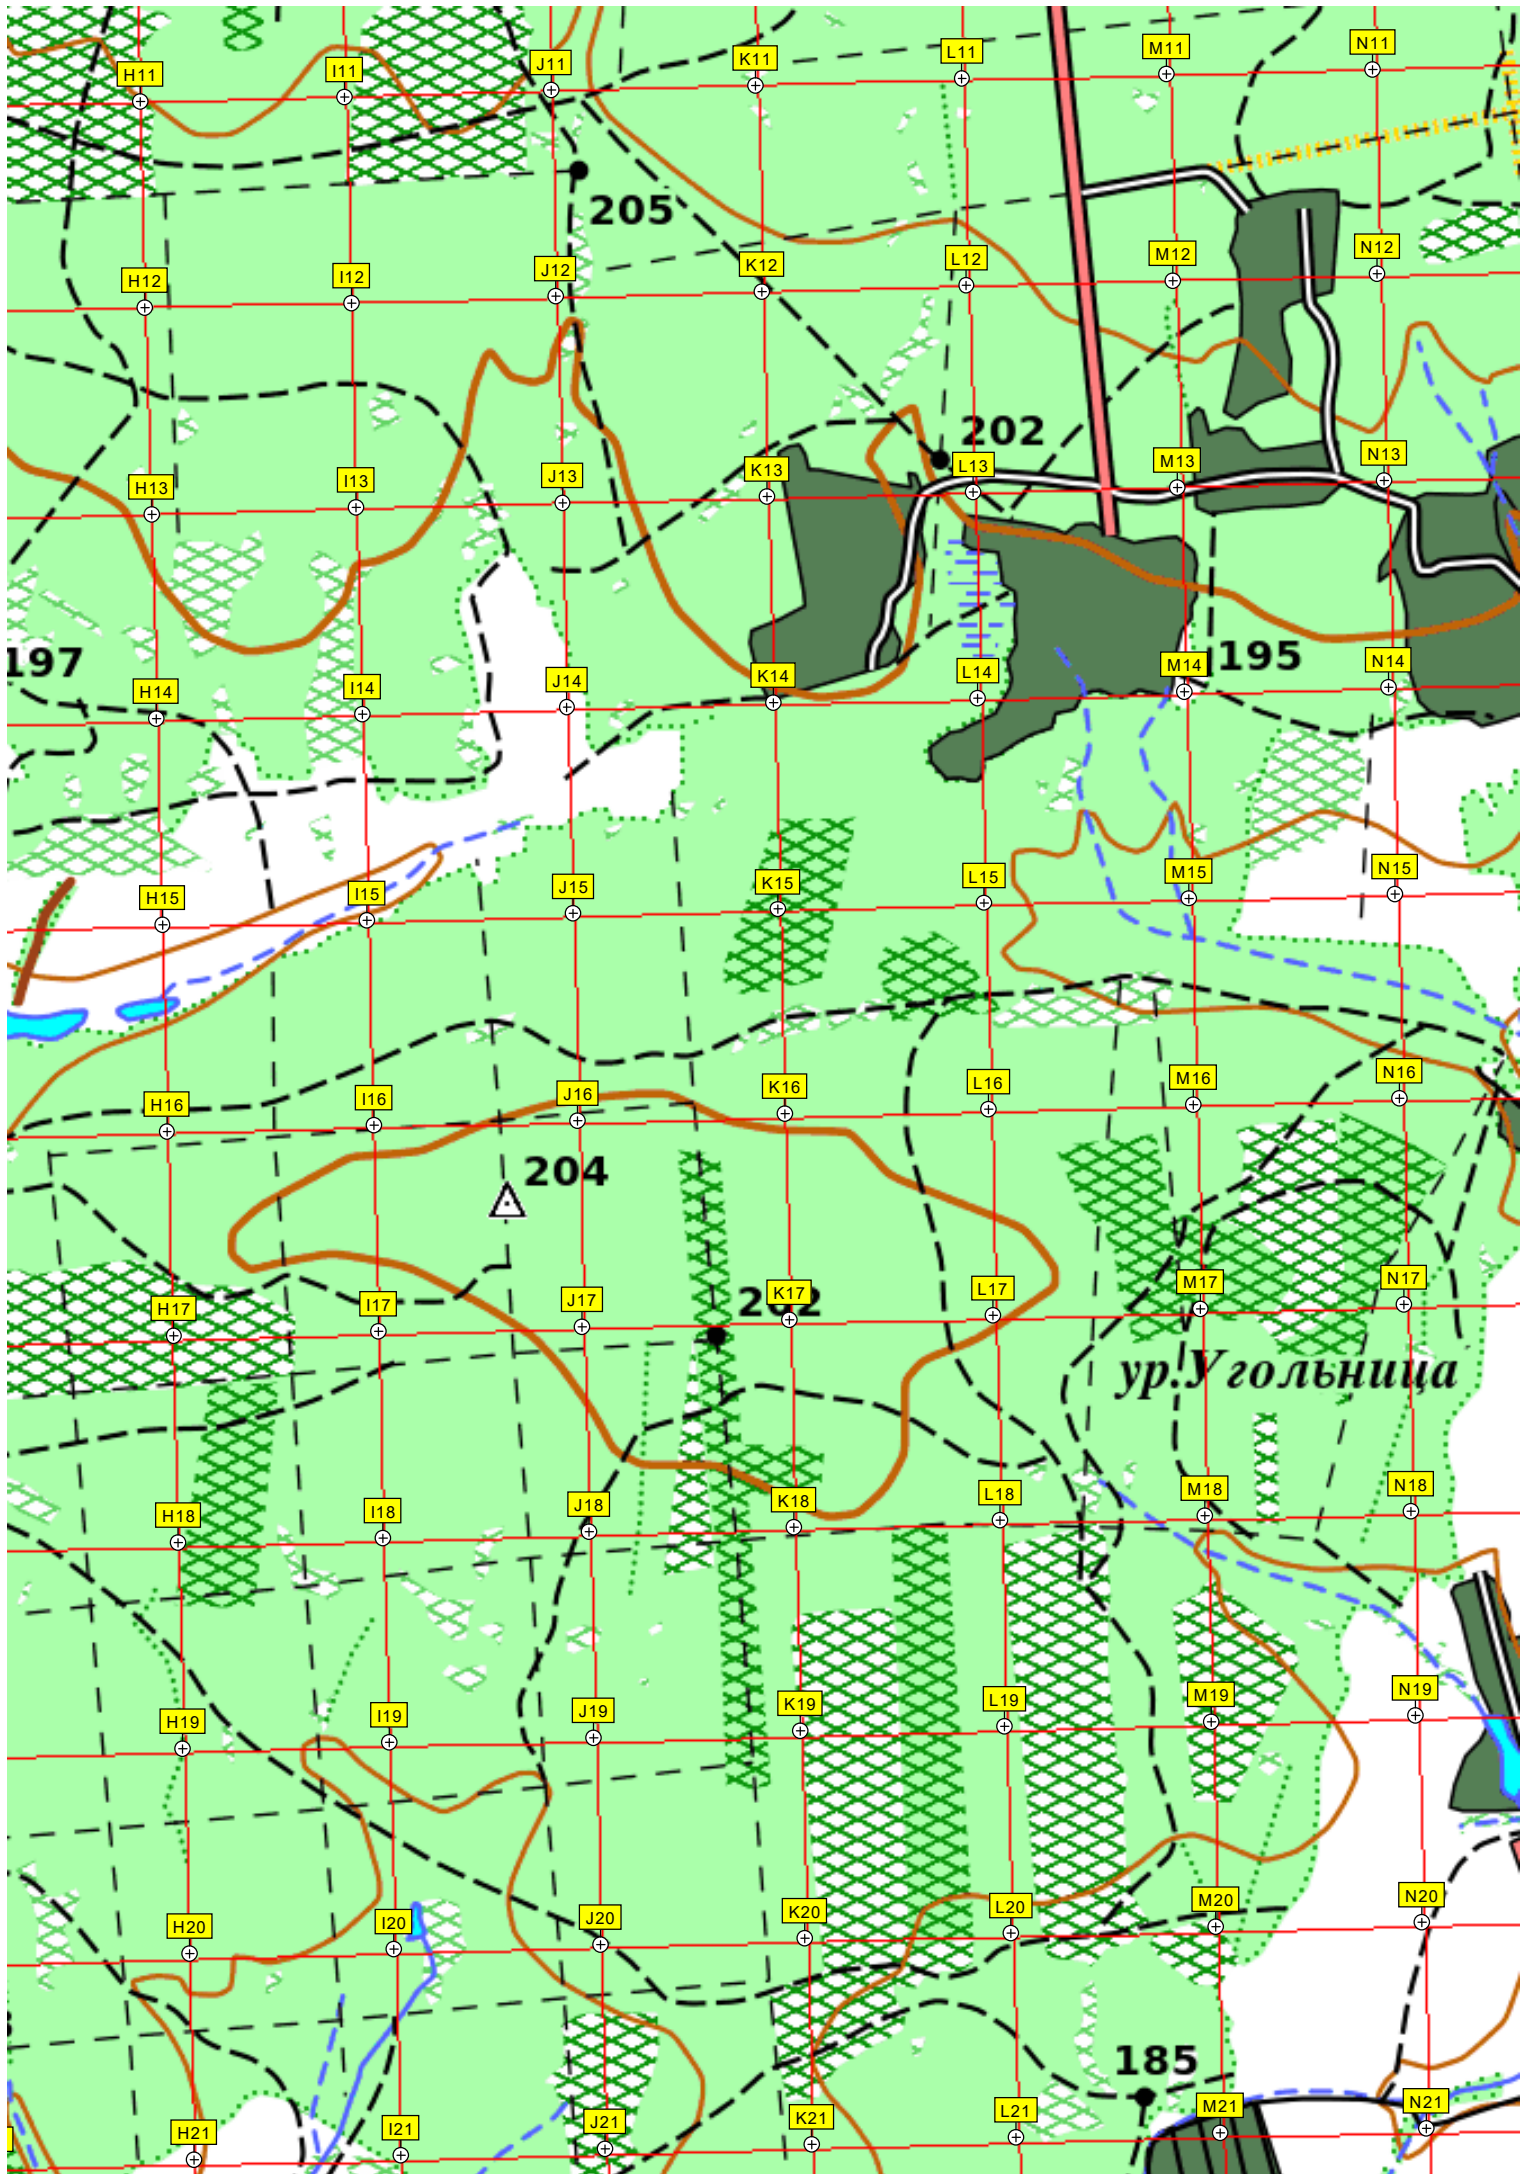 H11 I11 J11 K11 L11 M11 N11
205
H12 I12 J12 K12 L12 M12 N12
202
H13 I13 J13 K13 L13 M13 N13
197
195
H14 I14 J14 K14 L14 M14 N14
H15 I15 J15 K15 L15 M15 N15
H16 I16 J16 K16 L16 M16 N16
204
H17 I17 J17 K17 L17 M17 N17
202
ур.Угольница
H18 I18 J18 K18 L18 M18 N18
H19 I19 J19 K19 L19 M19 N19
H20 I20 J20 K20 L20 M20 N20
185
H21 I21 J21 K21 L21 M21 N21